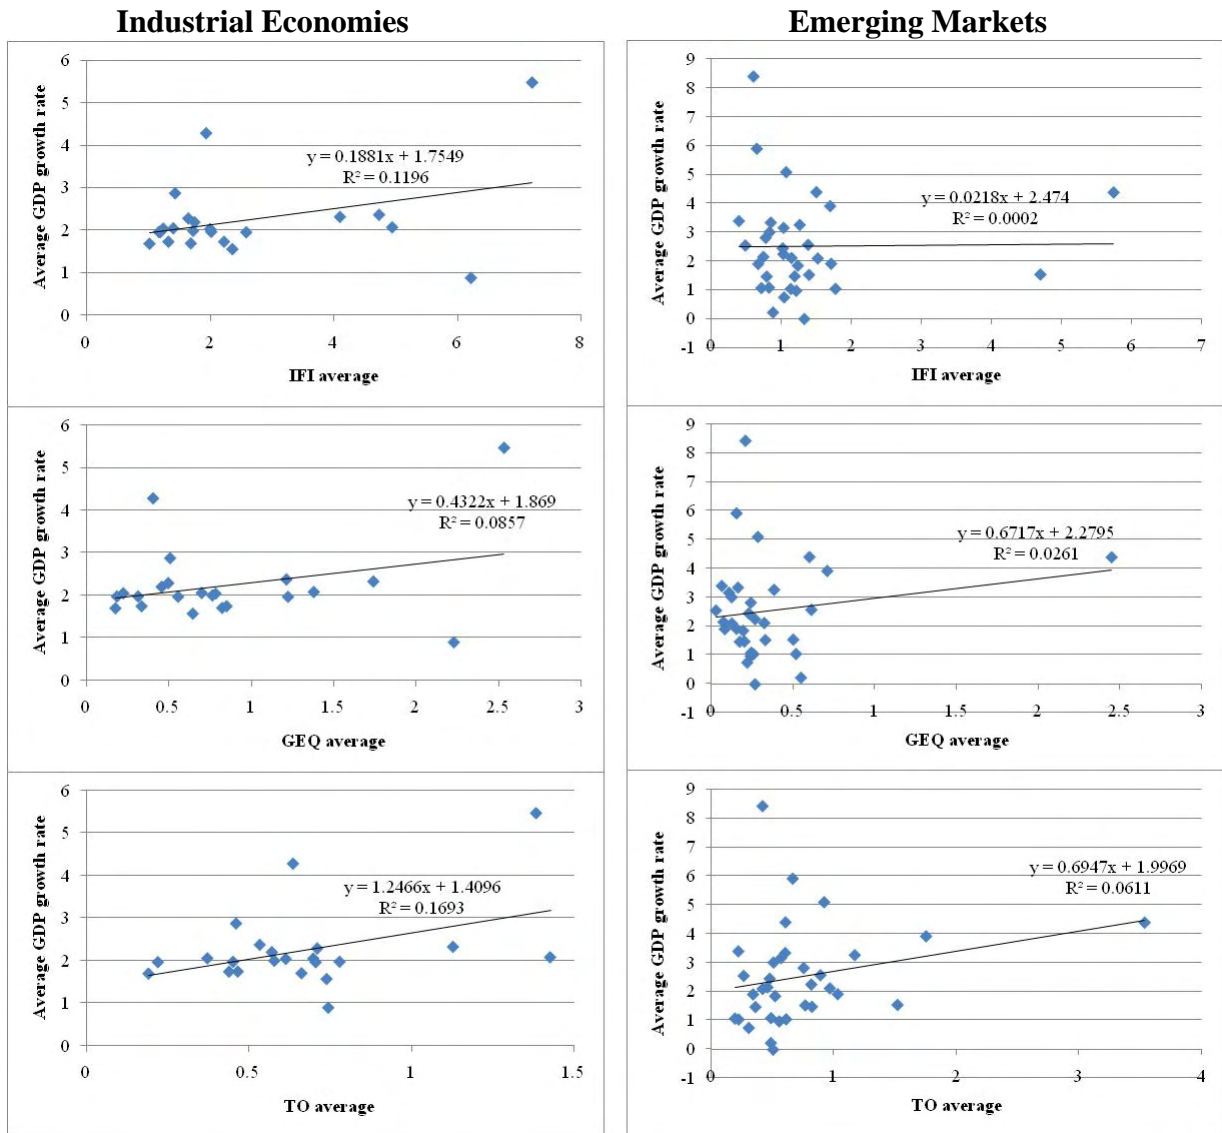 Industrial Economies
Emerging Markets
6
5
4
3
2
1
0
Average GDP growth rate
y = 0.1881x + 1.7549
R² = 0.1196
0 2 4 6 8
IFI average
9
8
7
6
5
4
3
2
1
0
-1
Average GDP growth rate
y = 0.0218x + 2.474
R² = 0.0002
0 1 2 3 4 5 6 7
IFI average
6
5
4
3
2
1
0
Average GDP growth rate
y = 0.4322x + 1.869
R² = 0.0857
0 0.5 1 1.5 2 2.5 3
GEQ average
9
8
7
6
5
4
3
2
1
0
-1
Average GDP growth rate
y = 0.6717x + 2.2795
R² = 0.0261
0 0.5 1 1.5 2 2.5 3
GEQ average
6
5
4
3
2
1
0
Average GDP growth rate
y = 1.2466x + 1.4096
R² = 0.1693
0 0.5 1 1.5
TO average
9
8
7
6
5
4
3
2
1
0
-1
Average GDP growth rate
y = 0.6947x + 1.9969
R² = 0.0611
0 1 2 3 4
TO average